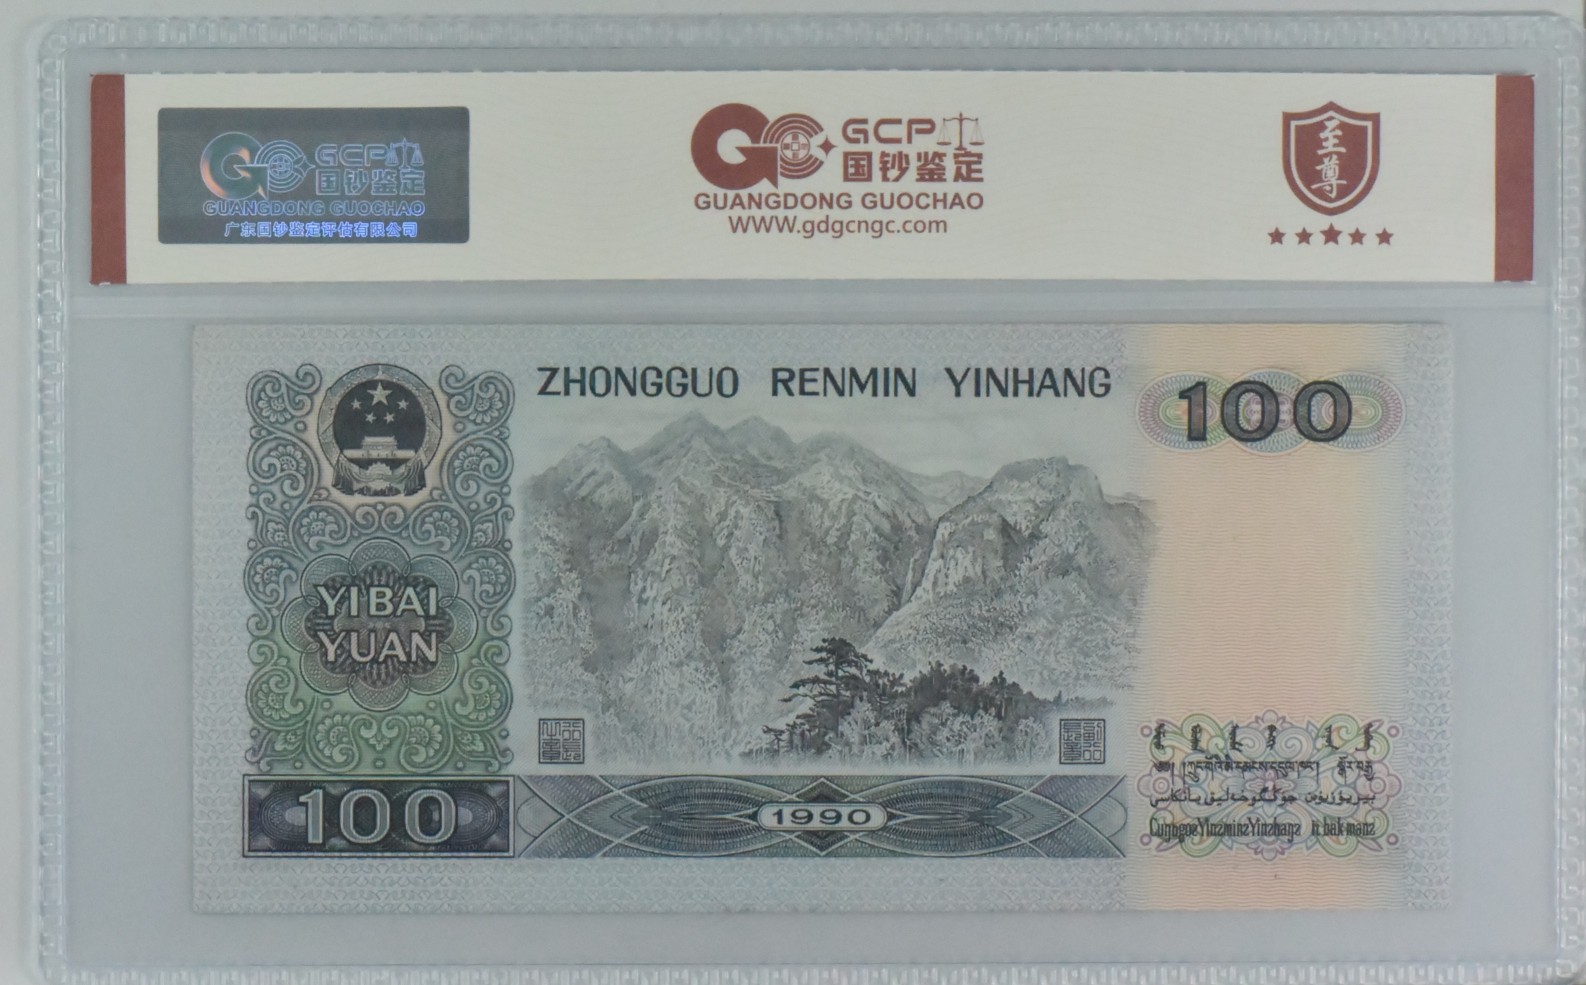 GCP
国钞鉴定
GUANGDONG GUOCHAO
广东国钞鉴定评估有限公司
GCP
国钞鉴定
GUANGDONG GUOCHAO
WWW.gdgcngc.com
至尊
ZHONGGUO RENMIN YINHANG
100
YIBAI
YUAN
100
1990